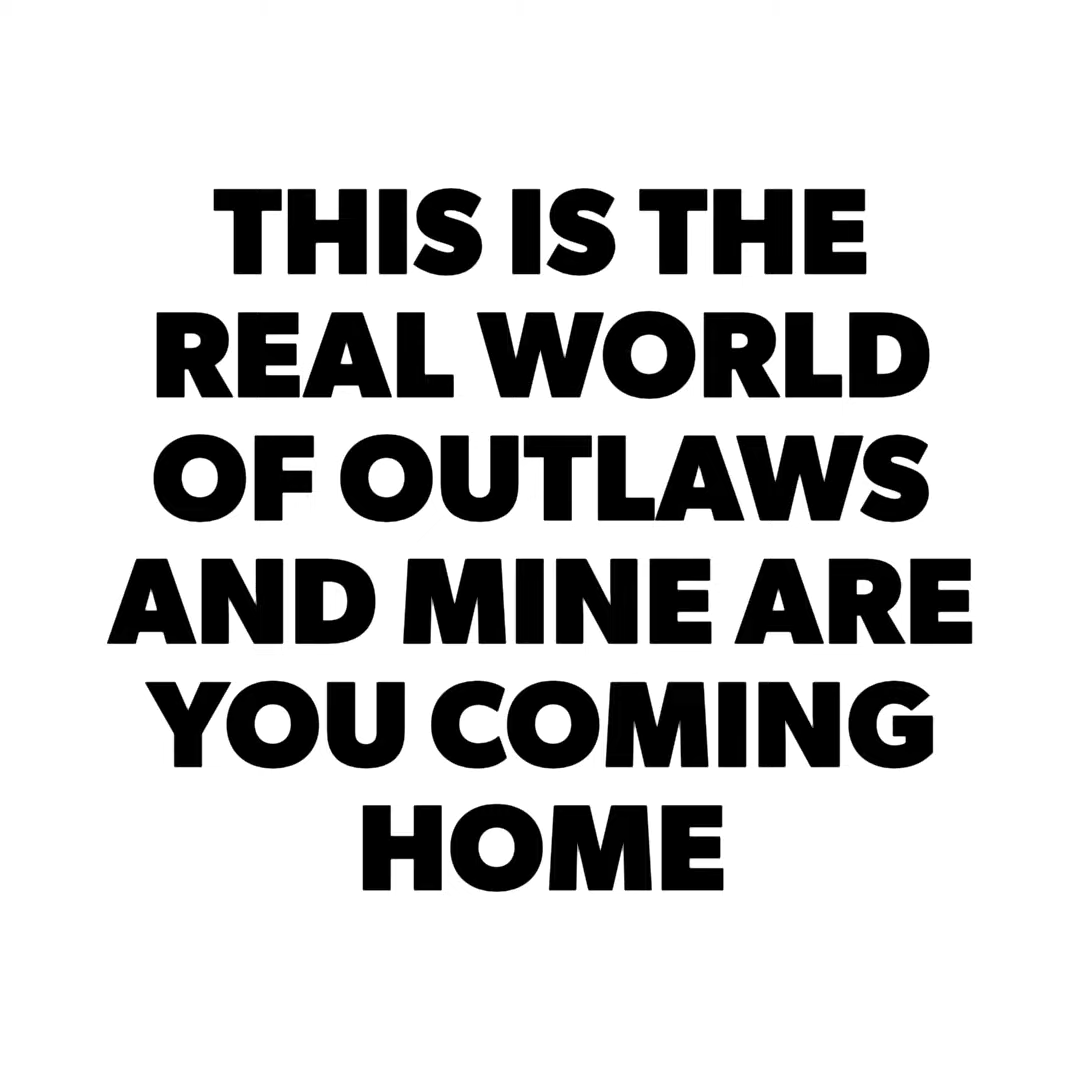 THIS IS THE
REAL WORLD
OF OUTLAWS
AND MINE ARE
YOU COMING
HOME